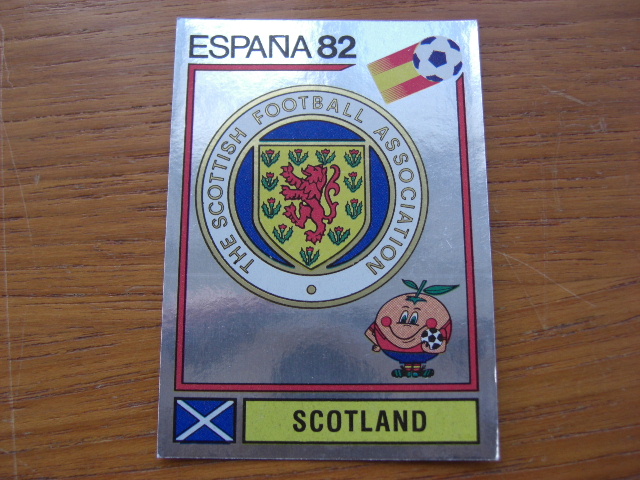 ESPAÑA 82
THE SCOTTISH FOOTBALL ASSOCIATION
SCOTLAND